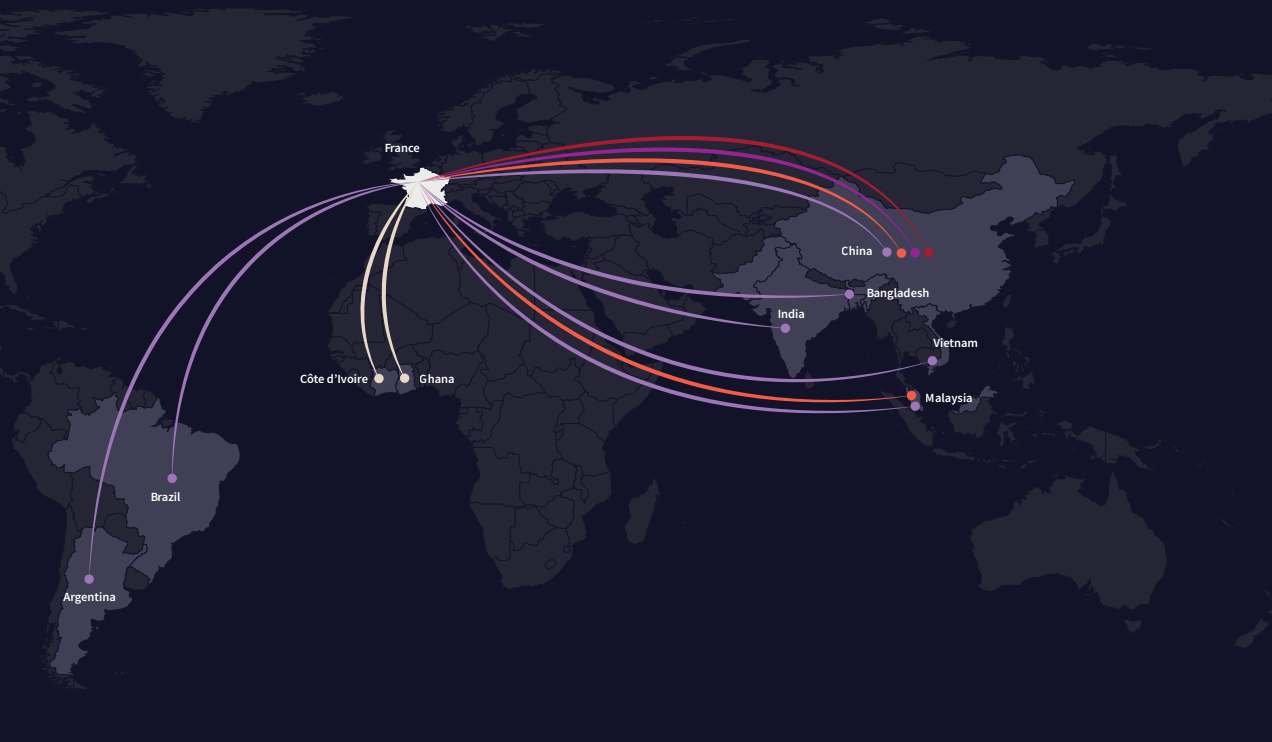 France
China
Bangladesh
India
Vietnam
Côte d'Ivoire
Ghana
Malaysia
Brazil
Argentina